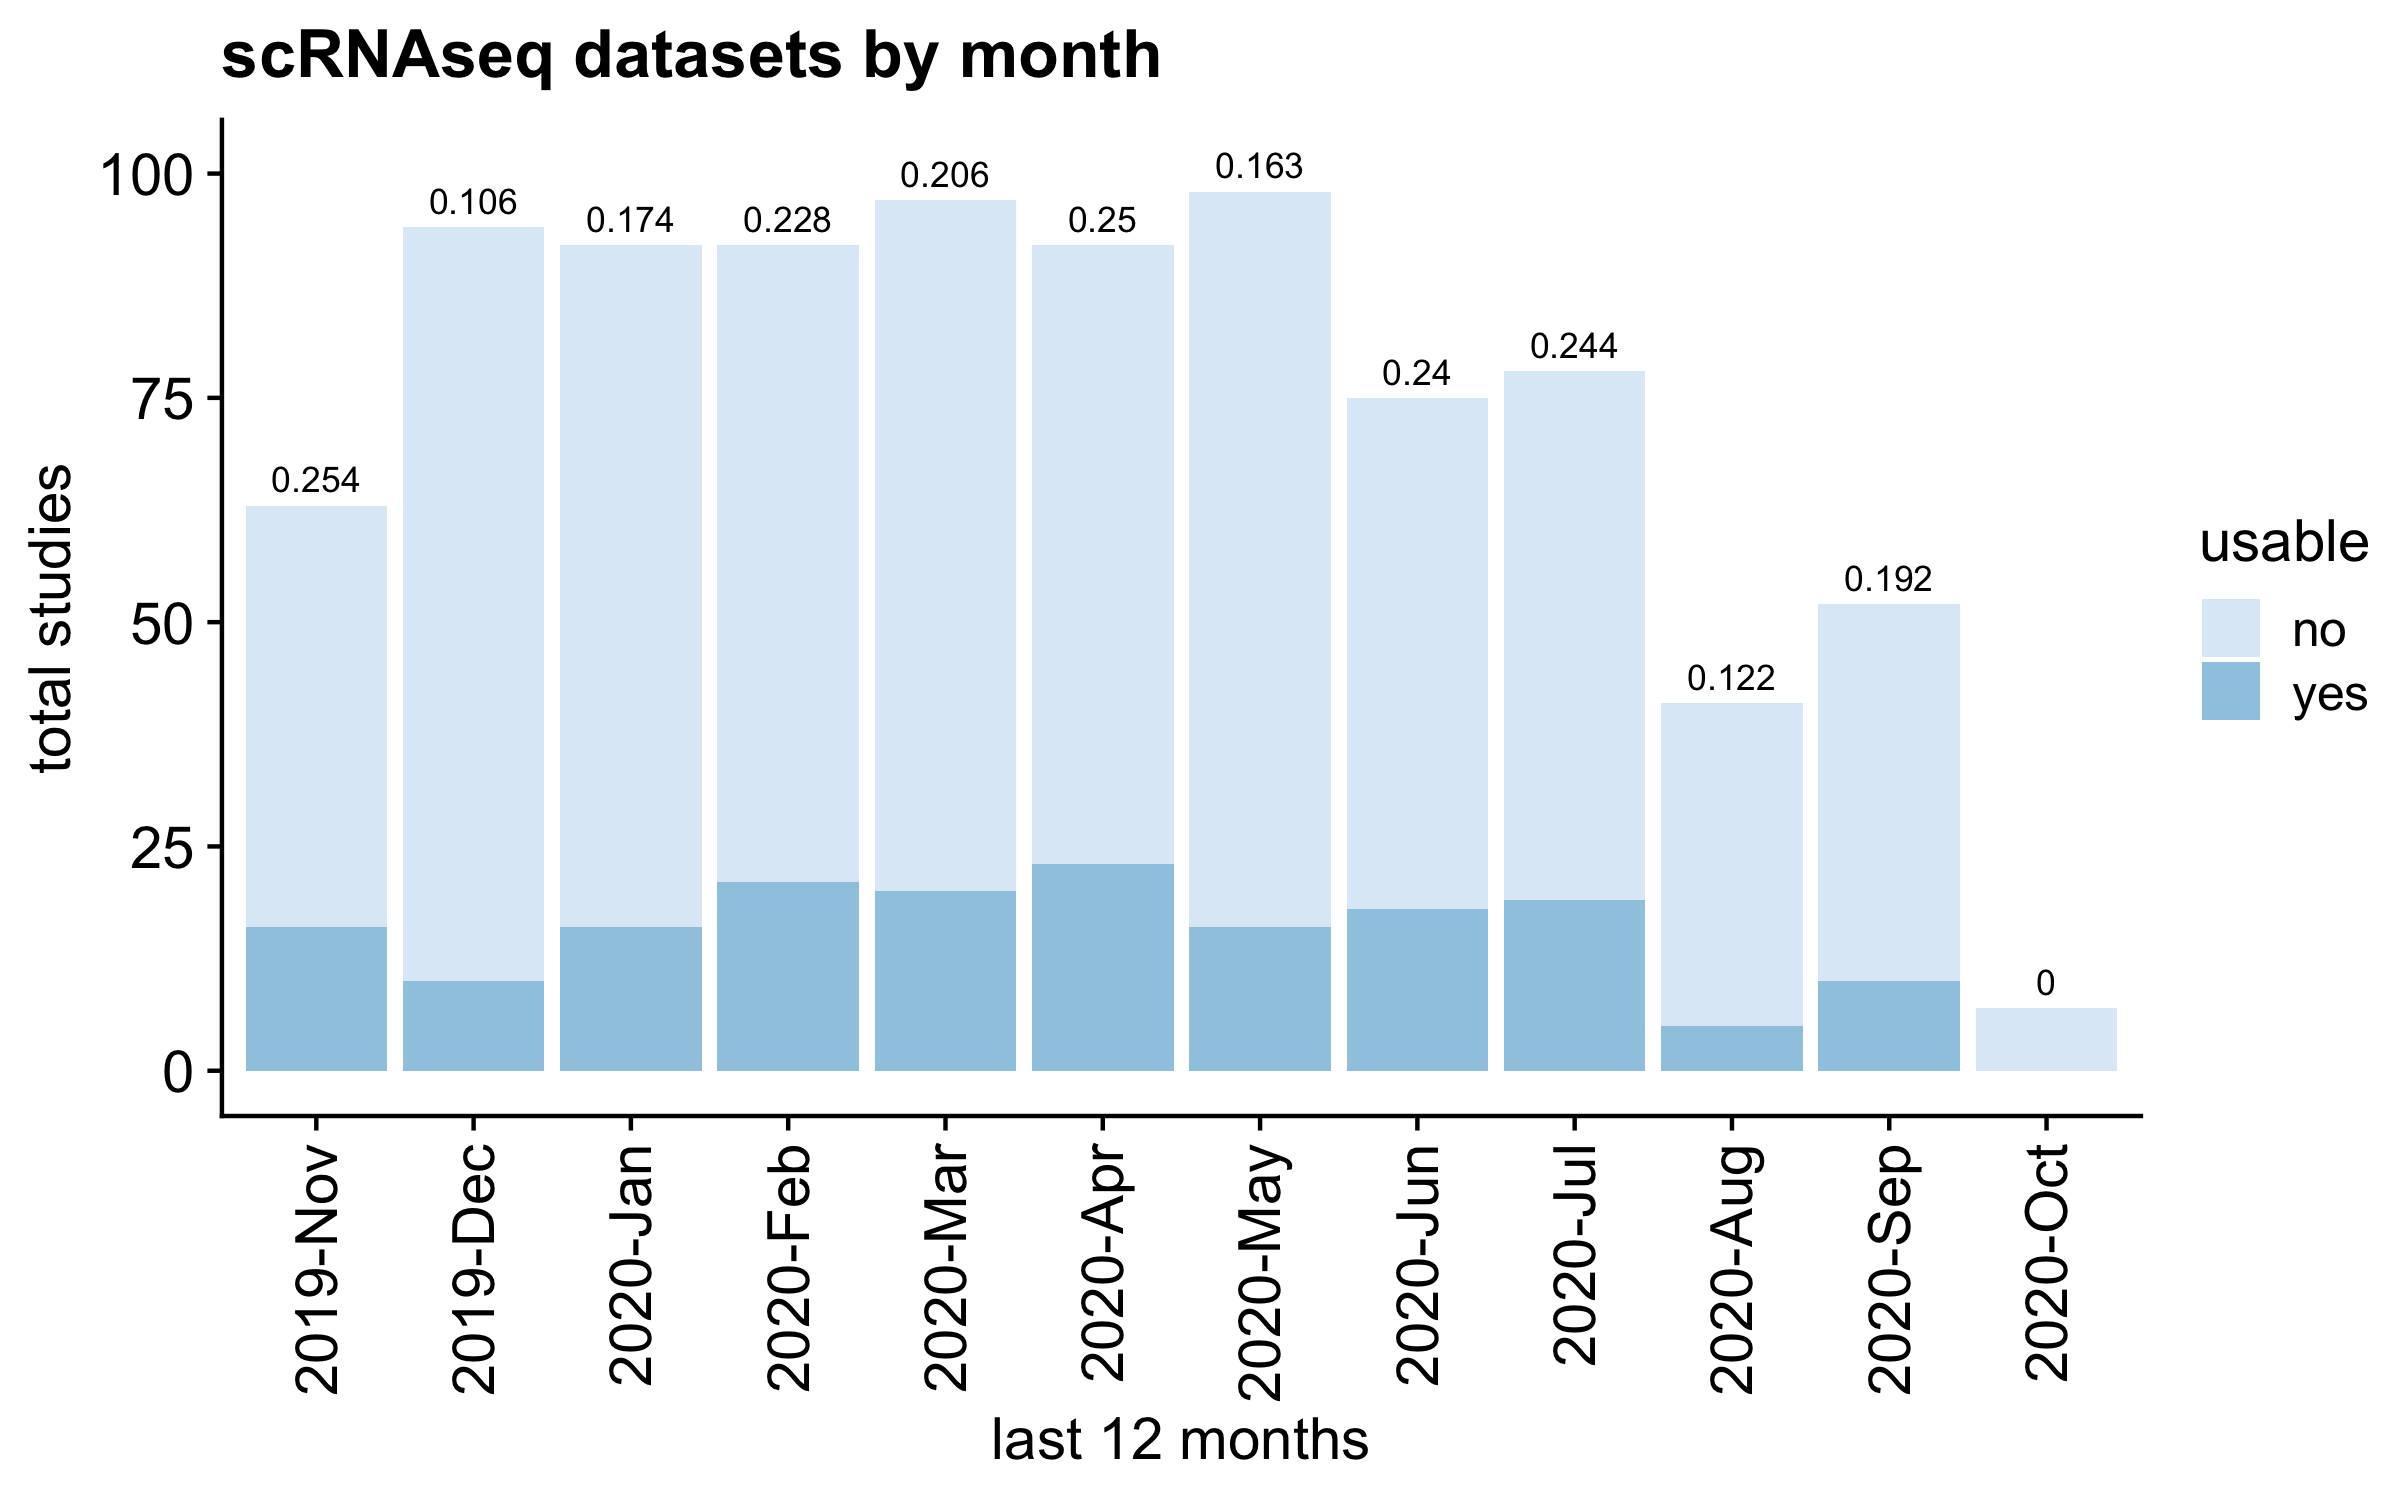 scRNAseq datasets by month
total studies
100
75
50
25
0
0.254
0.106
0.174
0.228
0.206
0.25
0.163
0.24
0.244
0.122
0.192
0
2019-Nov
2019-Dec
2020-Jan
2020-Feb
2020-Mar
2020-Apr
2020-May
2020-Jun
2020-Jul
2020-Aug
2020-Sep
2020-Oct
last 12 months
usable
no
yes